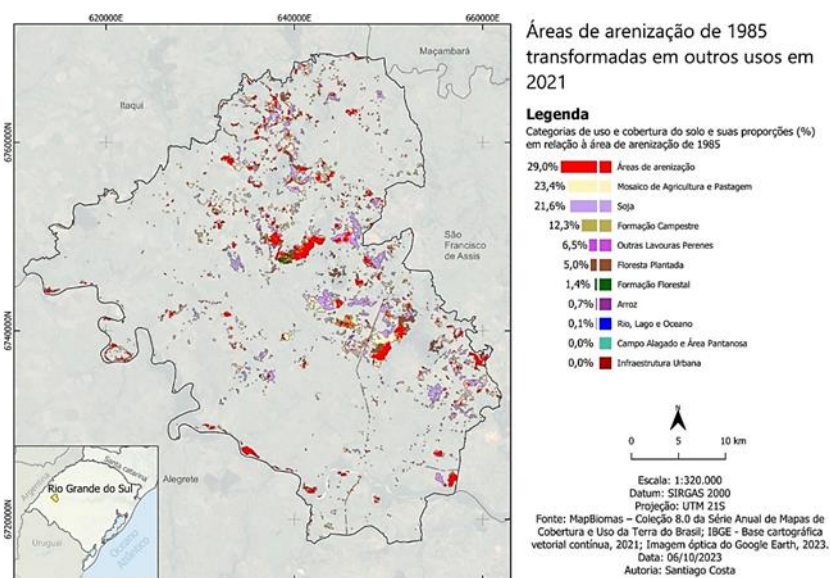 620000E
640000E
660000E
6760000N
6740000N
6720000N
Maçambará
Itaqui
São
Francisco
de Assis
Alegrete
Argentina
Santa catarina
Rio Grande do Sul
Uruguai
Oceano
Atlântico
Áreas de arenização de 1985
transformadas em outros usos em
2021
Legenda
Categorias de uso e cobertura do solo e suas proporções (%)
em relação à área de arenização de 1985
29,0% Áreas de arenização
23,4% Mosaico de Agricultura e Pastagem
21,6% Soja
12,3% Formação Campestre
6,5% Outras Lavouras Perenes
5,0% Floresta Plantada
1,4% Formação Florestal
0,7% Arroz
0,1% Rio, Lago e Oceano
0,0% Campo Alagado e Área Pantanosa
0,0% Infraestrutura Urbana
N
0 5 10 km
Escala: 1:320.000
Datum: SIRGAS 2000
Projeção: UTM 21S
Fonte: MapBiomas – Coleção 8.0 da Série Anual de Mapas de
Cobertura e Uso da Terra do Brasil; IBGE - Base cartográfica
vetorial contínua, 2021; Imagem óptica do Google Earth, 2023.
Data: 06/10/2023
Autoria: Santiago Costa